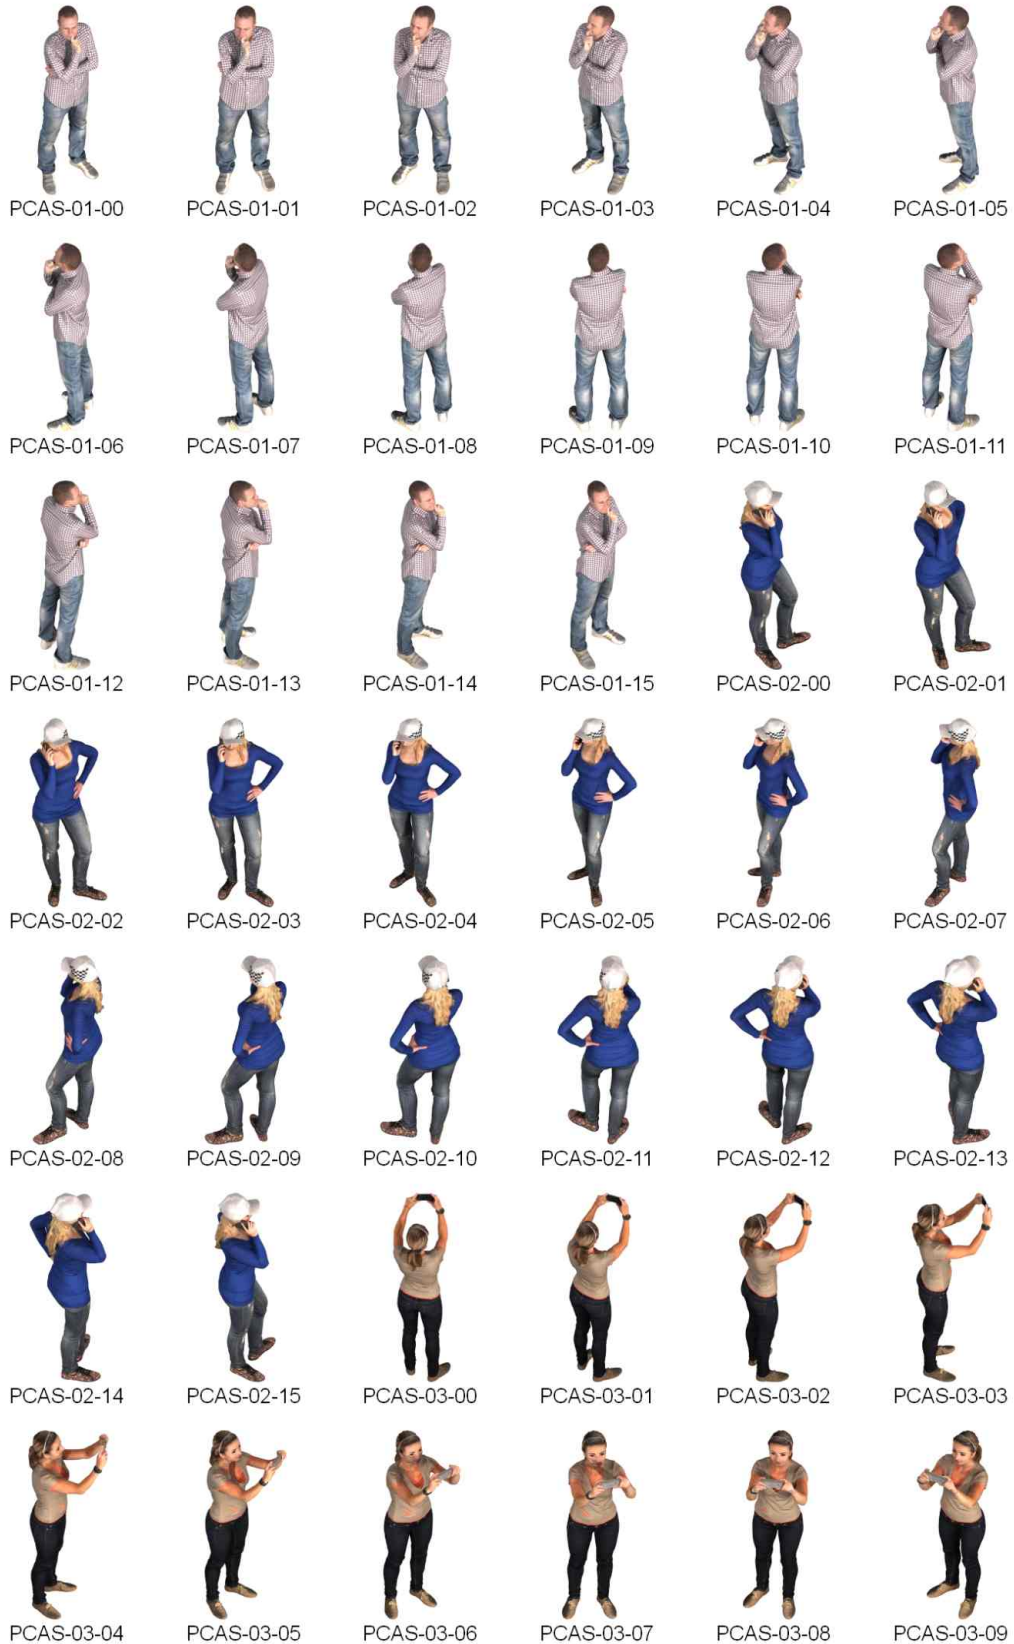 PCAS-01-00 PCAS-01-01 PCAS-01-02 PCAS-01-03 PCAS-01-04 PCAS-01-05
PCAS-01-06 PCAS-01-07 PCAS-01-08 PCAS-01-09 PCAS-01-10 PCAS-01-11
PCAS-01-12 PCAS-01-13 PCAS-01-14 PCAS-01-15 PCAS-02-00 PCAS-02-01
PCAS-02-02 PCAS-02-03 PCAS-02-04 PCAS-02-05 PCAS-02-06 PCAS-02-07
PCAS-02-08 PCAS-02-09 PCAS-02-10 PCAS-02-11 PCAS-02-12 PCAS-02-13
PCAS-02-14 PCAS-02-15 PCAS-03-00 PCAS-03-01 PCAS-03-02 PCAS-03-03
PCAS-03-04 PCAS-03-05 PCAS-03-06 PCAS-03-07 PCAS-03-08 PCAS-03-09